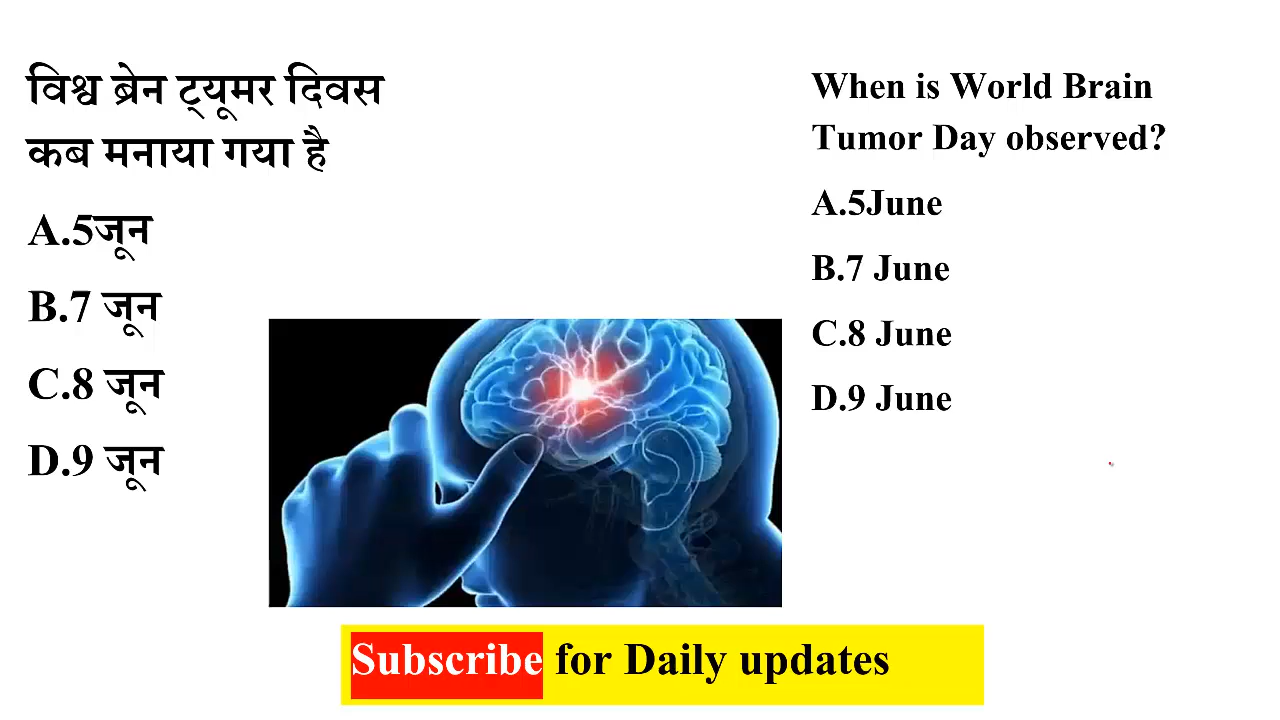 विश्व ब्रेन ट्यूमर दिवस
कब मनाया गया है
A.5जून
B.7 जून
C.8 जून
D.9 जून
When is World Brain
Tumor Day observed?
A.5June
B.7 June
C.8 June
D.9 June
Subscribe for Daily updates